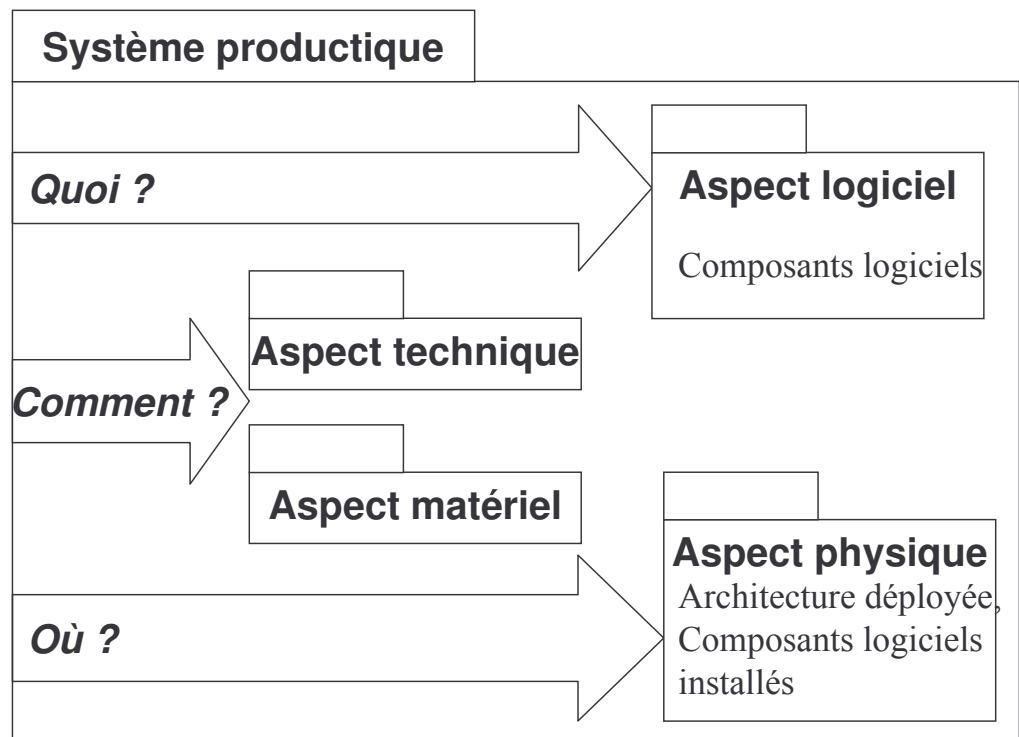 Système productique
Quoi ?
Aspect logiciel
Composants logiciels
Aspect technique
Comment ?
Aspect matériel
Aspect physique
Architecture déployée,
Composants logiciels
installés
Où ?